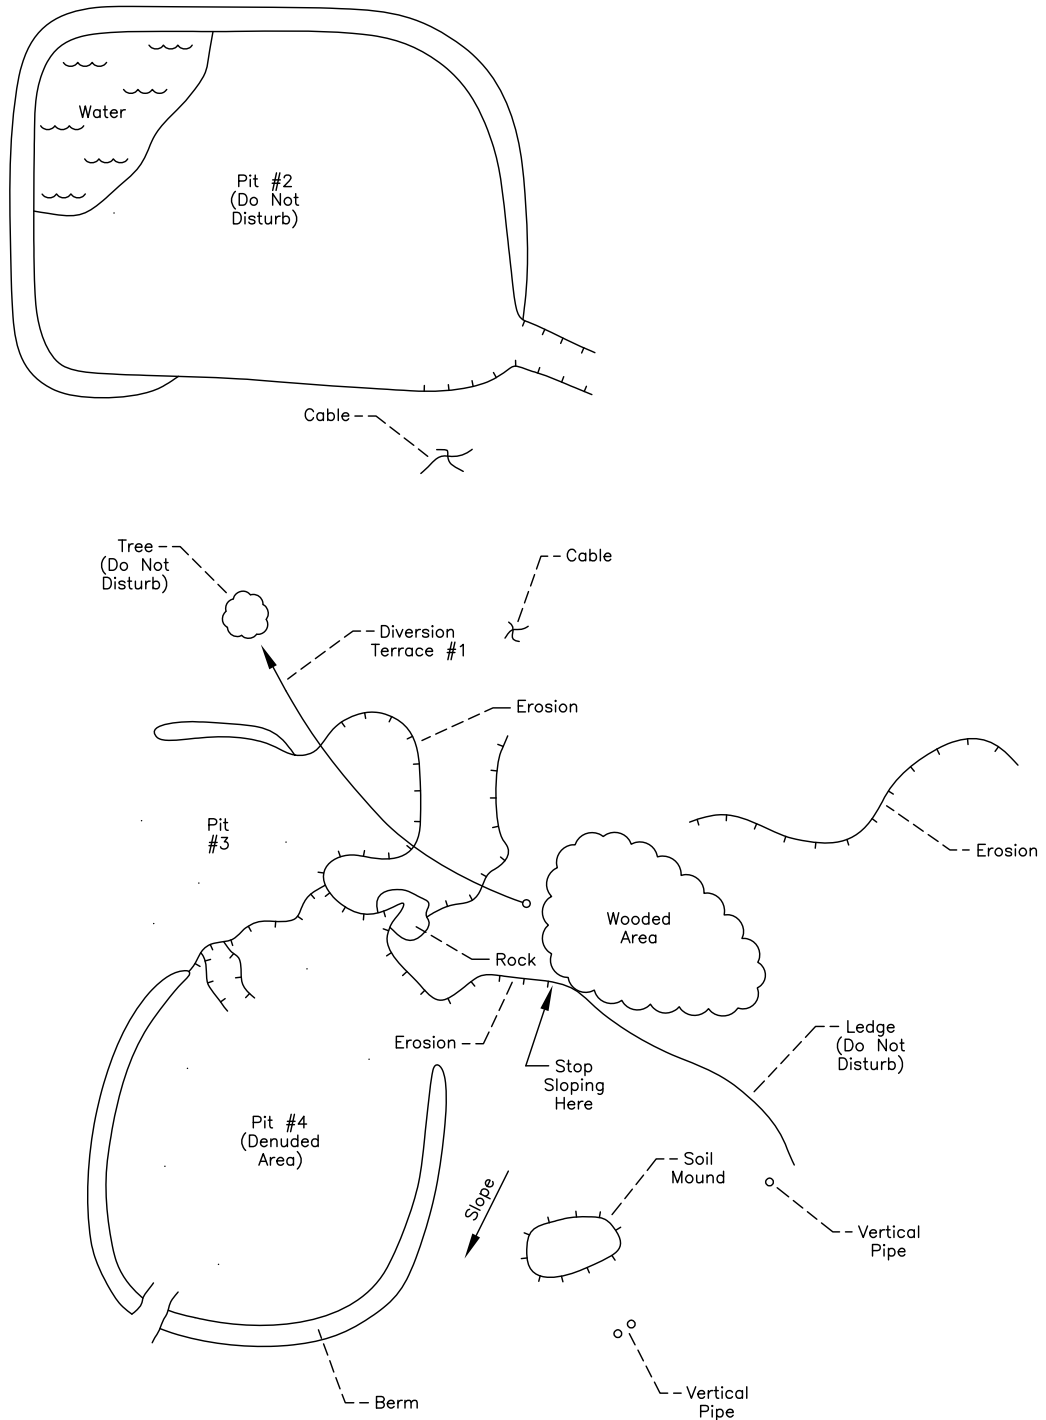 Water
Pit #2
(Do Not
Disturb)
Cable
Tree
(Do Not
Disturb)
Cable
Diversion
Terrace #1
Erosion
Pit
#3
Erosion
Wooded
Area
Rock
Ledge
(Do Not
Disturb)
Erosion
Stop
Sloping
Here
Pit #4
(Denuded
Area)
Soil
Mound
Slope
Vertical
Pipe
Berm
Vertical
Pipe